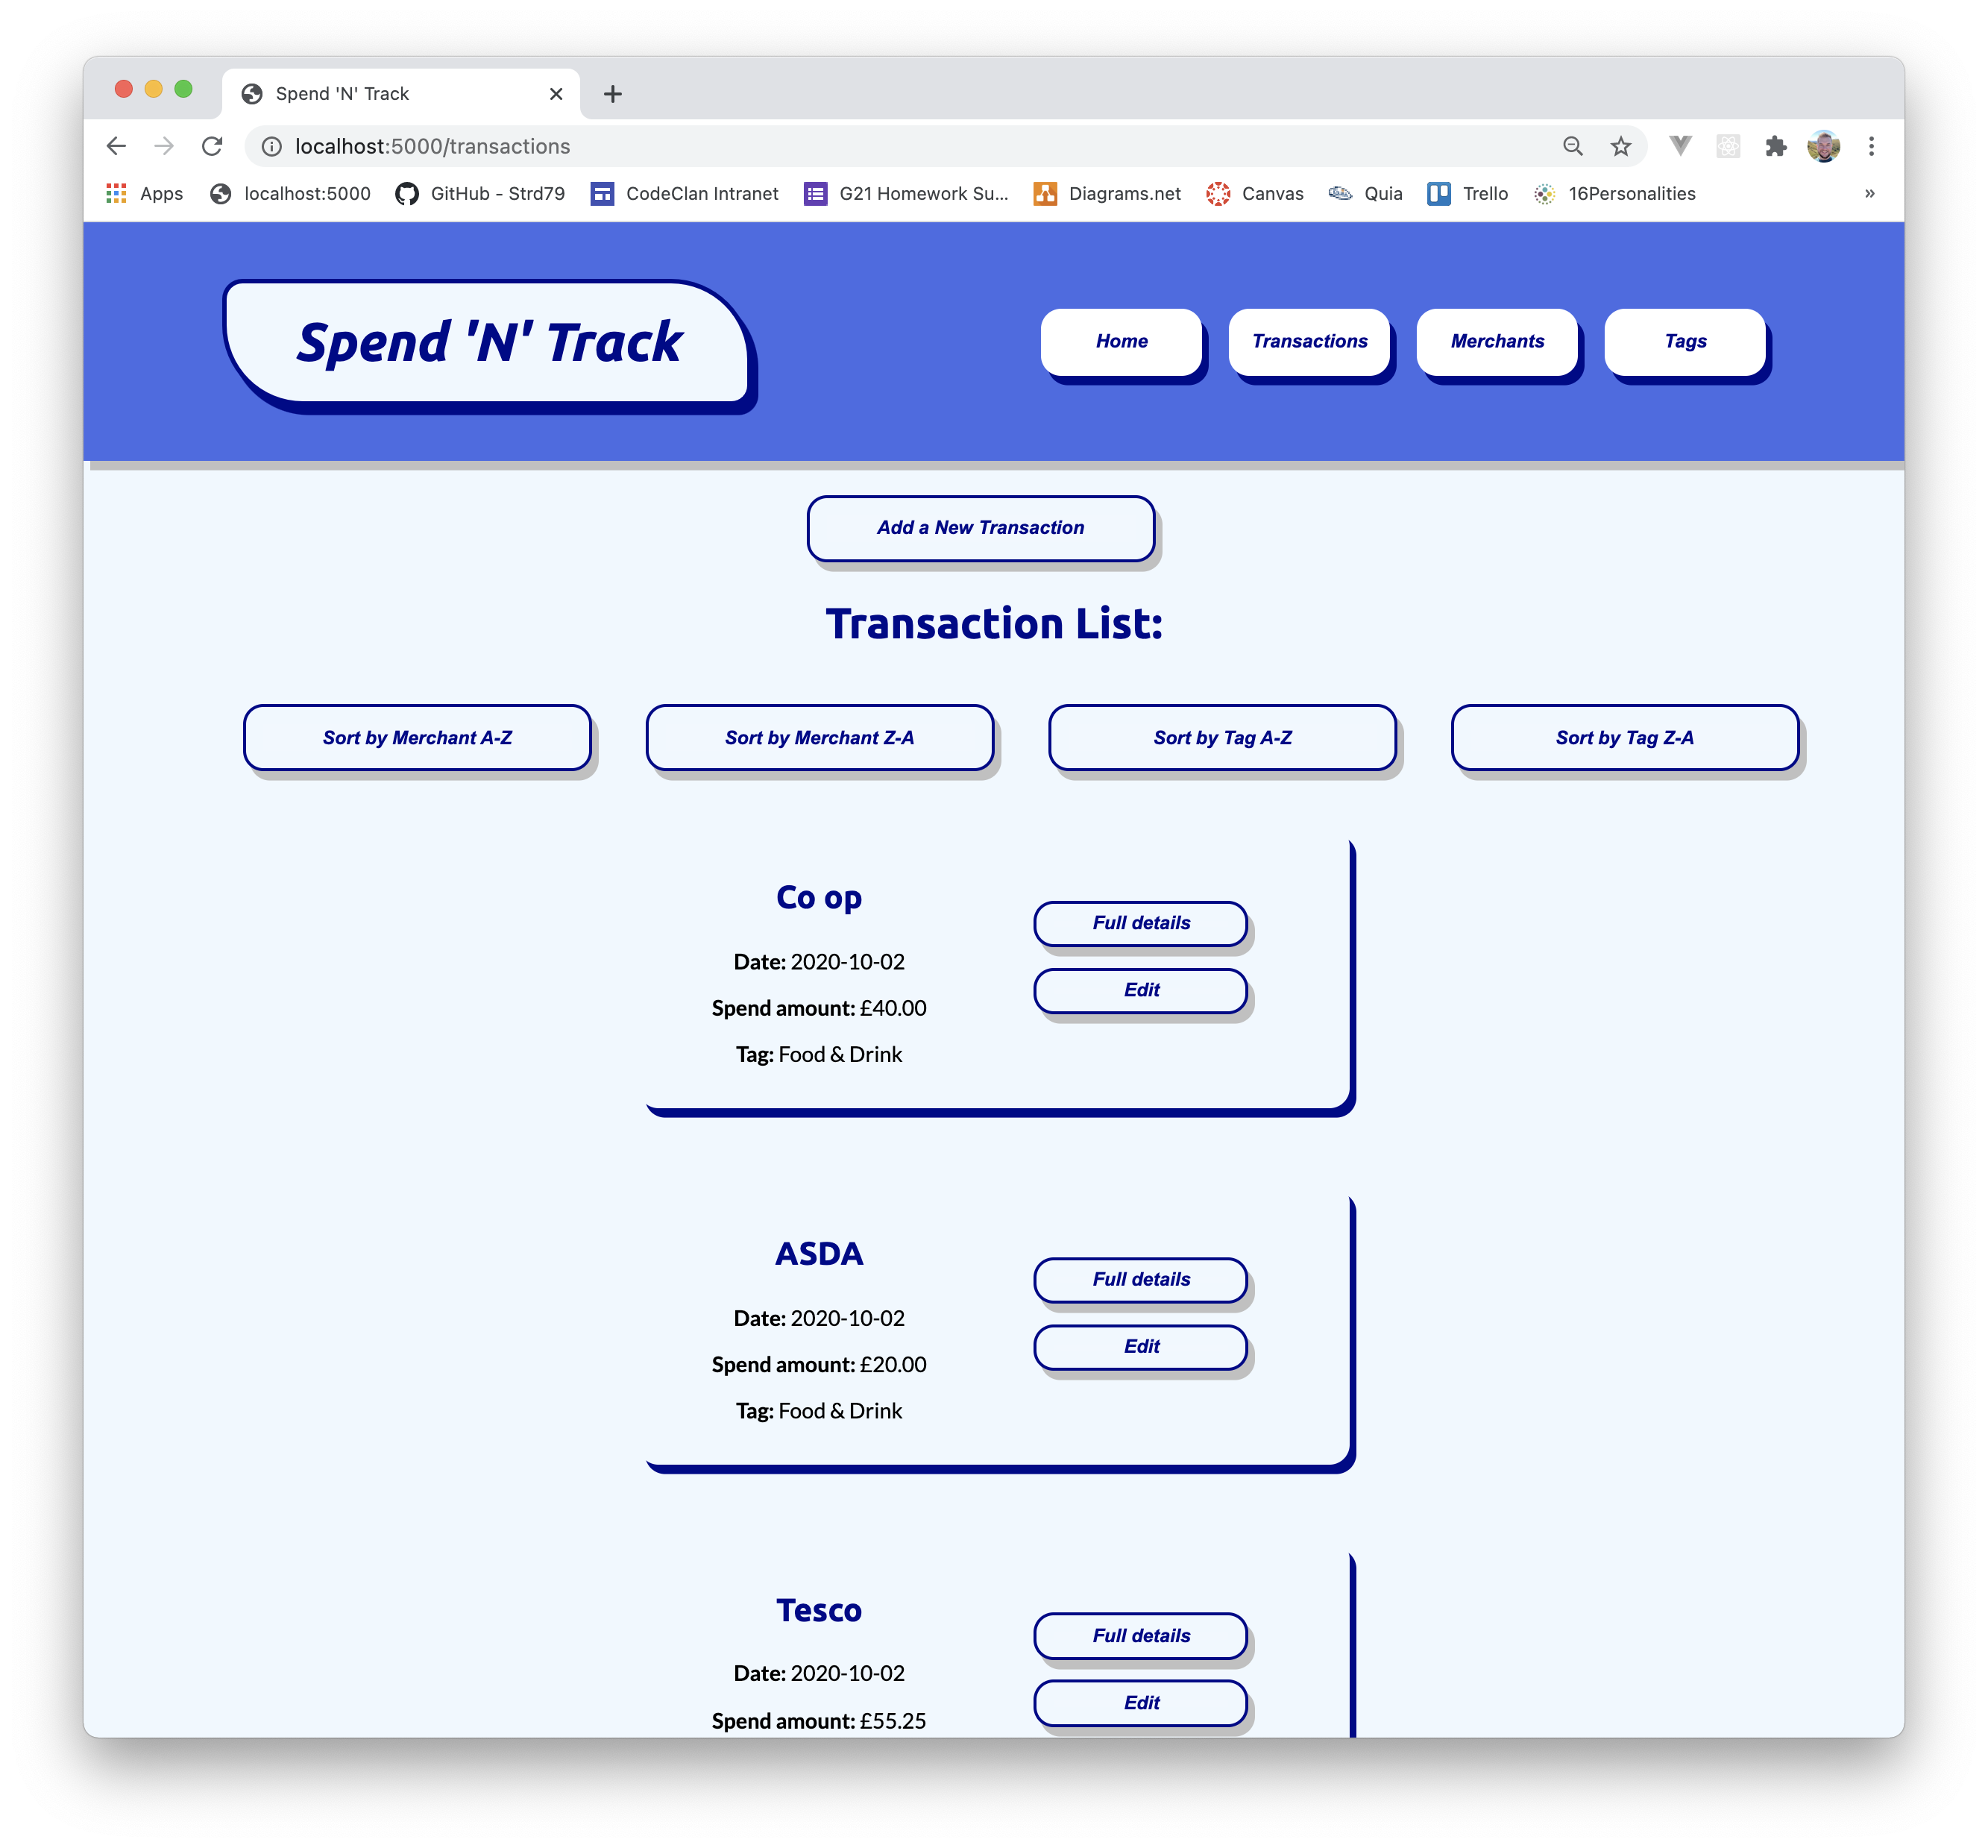 Spend 'N' Track
localhost:5000/transactions
Apps localhost:5000 GitHub - Strd79 CodeClan Intranet G21 Homework Su... Diagrams.net Canvas Quia Trello 16Personalities »
Spend 'N' Track
Home Transactions Merchants Tags
Add a New Transaction
Transaction List:
Sort by Merchant A-Z Sort by Merchant Z-A Sort by Tag A-Z Sort by Tag Z-A
Co op
Date: 2020-10-02
Spend amount: £40.00
Tag: Food & Drink
Full details
Edit
ASDA
Date: 2020-10-02
Spend amount: £20.00
Tag: Food & Drink
Full details
Edit
Tesco
Date: 2020-10-02
Spend amount: £55.25
Full details
Edit